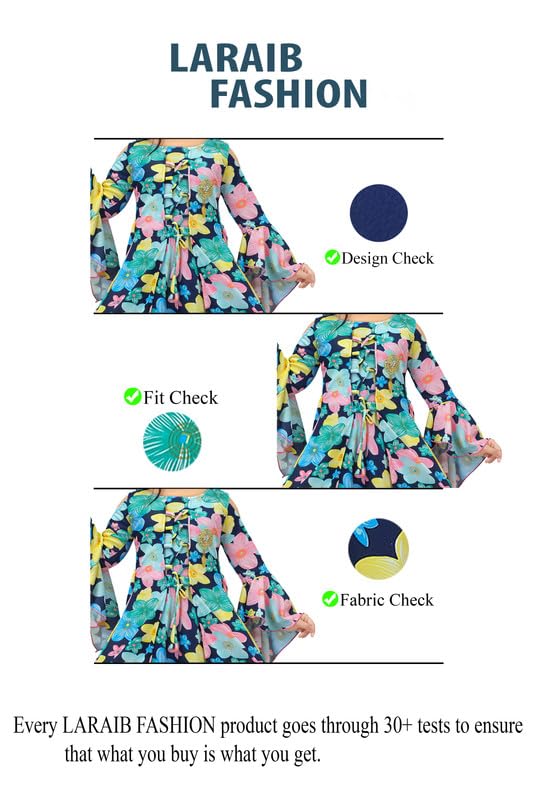 LARAIB
FASHION
Design Check
Fit Check
Fabric Check
Every LARAIB FASHION product goes through 30+ tests to ensure
that what you buy is what you get.